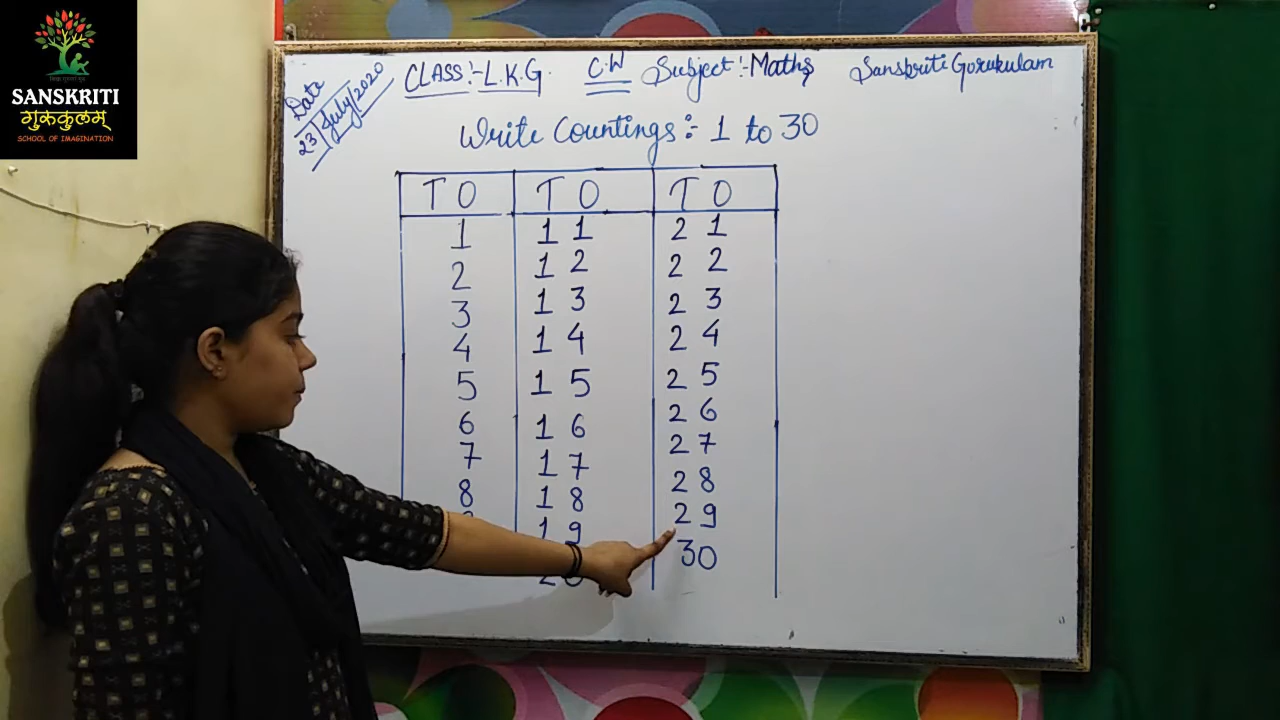 SANSKRITI
गुरुकुलम्
SCHOOL OF IMAGINATION
Date
23/July/2020
CLASS:-L.K.G. C.W Subject:-Maths Sanskriti Gorukulam
Write Countings:- 1 to 30
T O T O T O
1 1 1 2 1
2 1 2 2 2
3 1 3 2 3
4 1 4 2 4
5 1 5 2 5
6 1 6 2 6
7 1 7 2 7
8 1 8 2 8
1 9 2 9
30